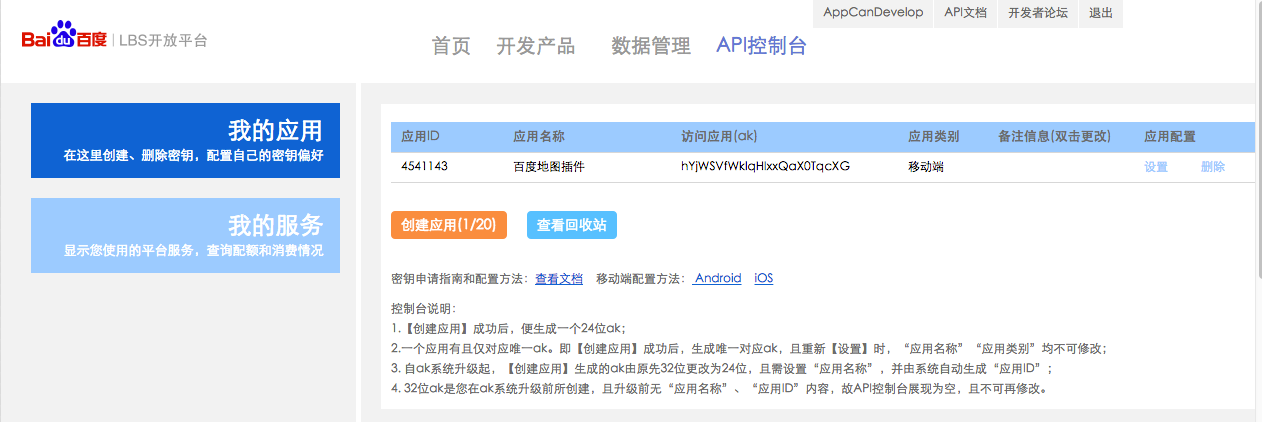 AppCanDevelop API文档 开发者论坛 退出
Bai du 百度 LBS开放平台
首页 开发产品 数据管理 API控制台
我的应用
在这里创建、删除密钥，配置自己的密钥偏好
我的服务
显示您使用的平台服务，查询配额和消费情况
应用ID 应用名称 访问应用(ak) 应用类别 备注信息(双击更改) 应用配置
4541143 百度地图插件 移动端 设置 删除
创建应用(1/20) 查看回收站
密钥申请指南和配置方法：查看文档 移动端配置方法：Android iOS
控制台说明：
1.【创建应用】成功后，便生成一个24位ak；
2.一个应用有且仅对应唯一ak。即【创建应用】成功后，生成唯一对应ak，且重新【设置】时，“应用名称”“应用类别”均不可修改；
3. 自ak系统升级起，【创建应用】生成的ak由原先32位更改为24位，且需设置“应用名称”，并由系统自动生成“应用ID”；
4. 32位ak是您在ak系统升级前所创建，且升级前无“应用名称”、“应用ID”内容，故API控制台展现为空，且不可再修改。